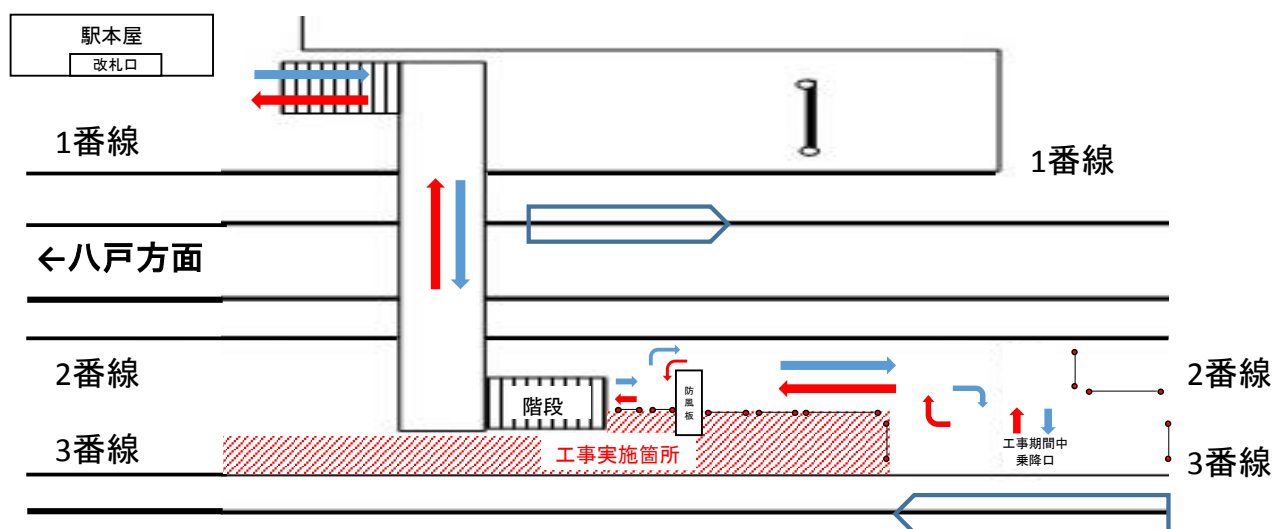 駅本屋
改札口
1番線
1番線
←八戸方面
2番線
階段
防風板
2番線
3番線
工事実施箇所
工事期間中
乗降口
3番線